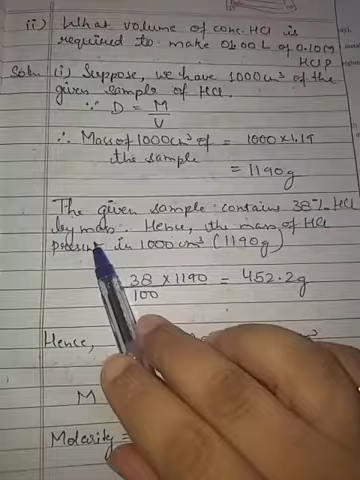 ii) What volume of conc. HCl is
required to make 0100 L of 0.10M
HCl?
Soln. (i) Suppose, we have 1000cm³ of the
given sample of HCl.
∵ D = M/V
∴ Mass of 1000cm³ of = 1000 × 1.19
the sample
= 1190g
The given sample contains 38% HCl
by mass. Hence, the mass of HCl
present in 1000cm³ (1190g)
38/100 × 1190 = 452.2g
Hence,
M
Molarity =